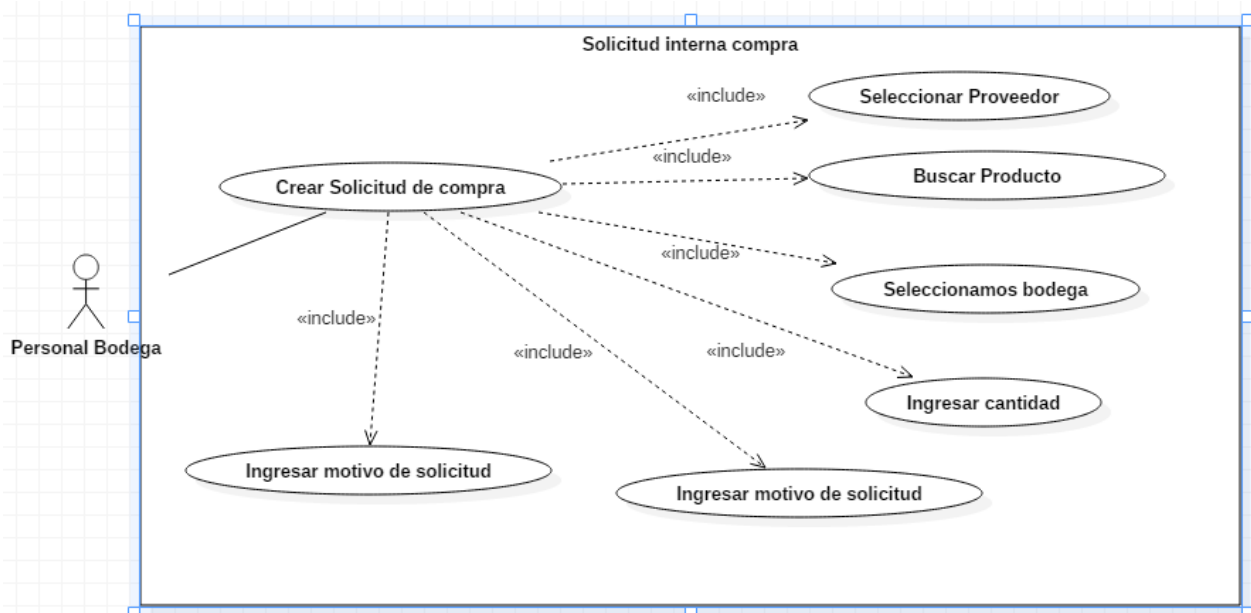 Solicitud interna compra
«include»
Seleccionar Proveedor
«include»
Buscar Producto
Crear Solicitud de compra
«include»
Seleccionamos bodega
«include»
Personal Bodega
«include»
«include»
Ingresar cantidad
Ingresar motivo de solicitud
Ingresar motivo de solicitud